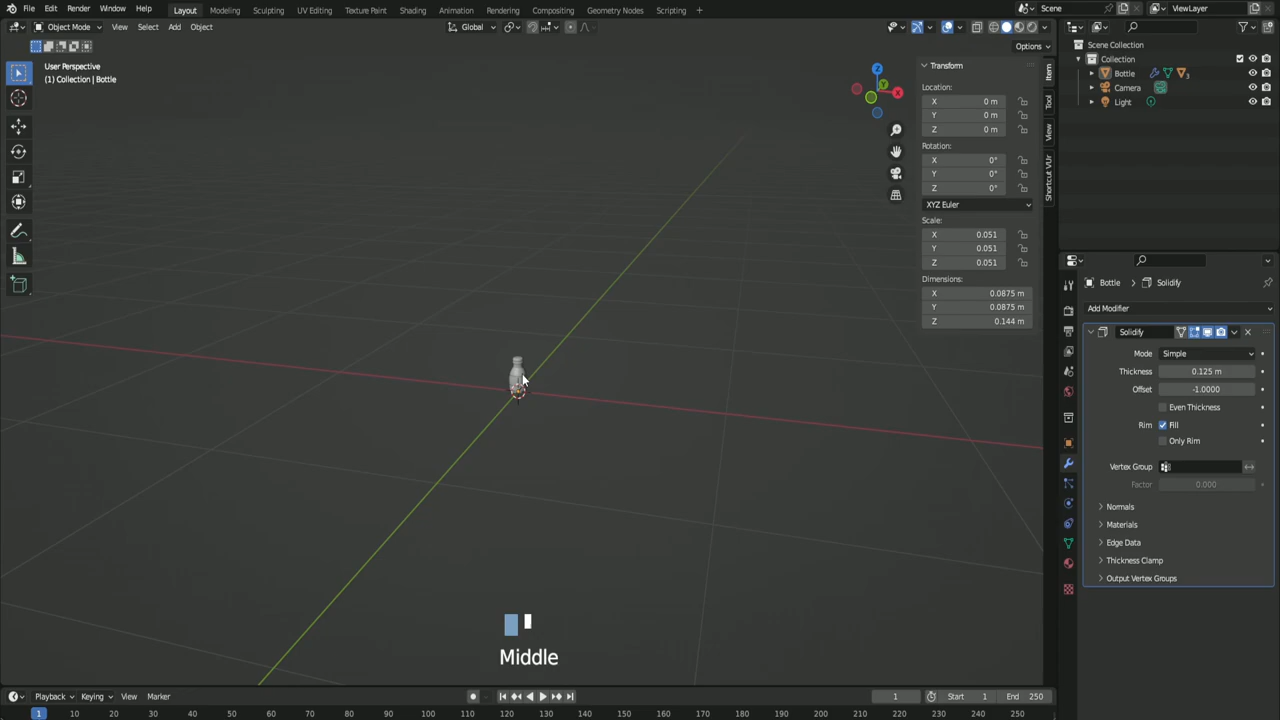 File Edit Render Window Help Layout Modeling Sculpting UV Editing Texture Paint Shading Animation Rendering Compositing Geometry Nodes Scripting + Scene ViewLayer
Object Mode View Select Add Object Global
Options
User Perspective
(1) Collection | Bottle
Z
Y
X
Transform
Location:
X 0 m
Y 0 m
Z 0 m
Rotation:
X 0°
Y 0°
Z 0°
XYZ Euler
Scale:
X 0.051
Y 0.051
Z 0.051
Dimensions:
X 0.0875 m
Y 0.0875 m
Z 0.144 m
Item
Tool
View
Shortcut VUr
Scene Collection
Collection
Bottle 3
Camera
Light
Bottle > Solidify
Add Modifier
Solidify
Mode Simple
Thickness 0.125 m
Offset -1.0000
Even Thickness
Rim Fill
Only Rim
Vertex Group
Factor 0.000
Normals
Materials
Edge Data
Thickness Clamp
Output Vertex Groups
Middle
Playback Keying View Marker 1 Start 1 End 250
1 10 20 30 40 50 60 70 80 90 100 110 120 130 140 150 160 170 180 190 200 210 220 230 240 250